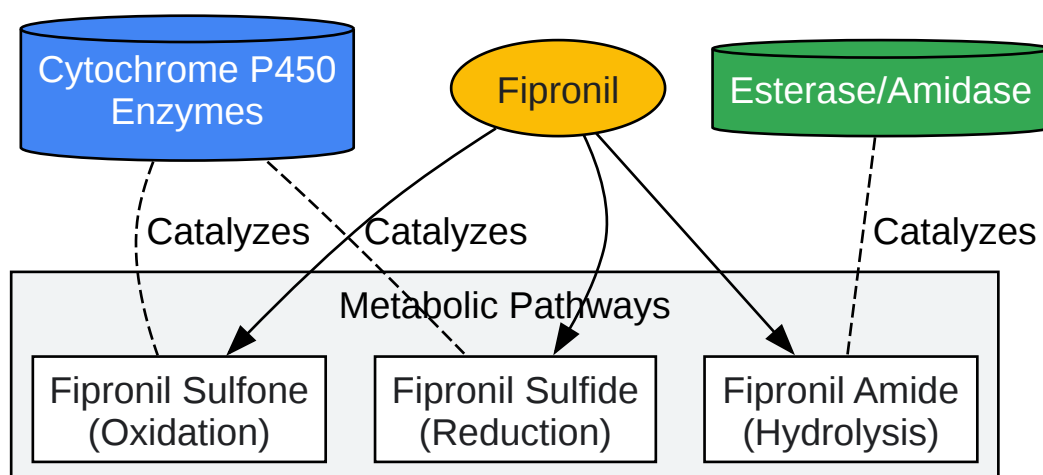 Cytochrome P450
Enzymes
Fipronil
Esterase/Amidase
Catalyzes
Catalyzes
Catalyzes
Metabolic Pathways
Fipronil Sulfone
(Oxidation)
Fipronil Sulfide
(Reduction)
Fipronil Amide
(Hydrolysis)